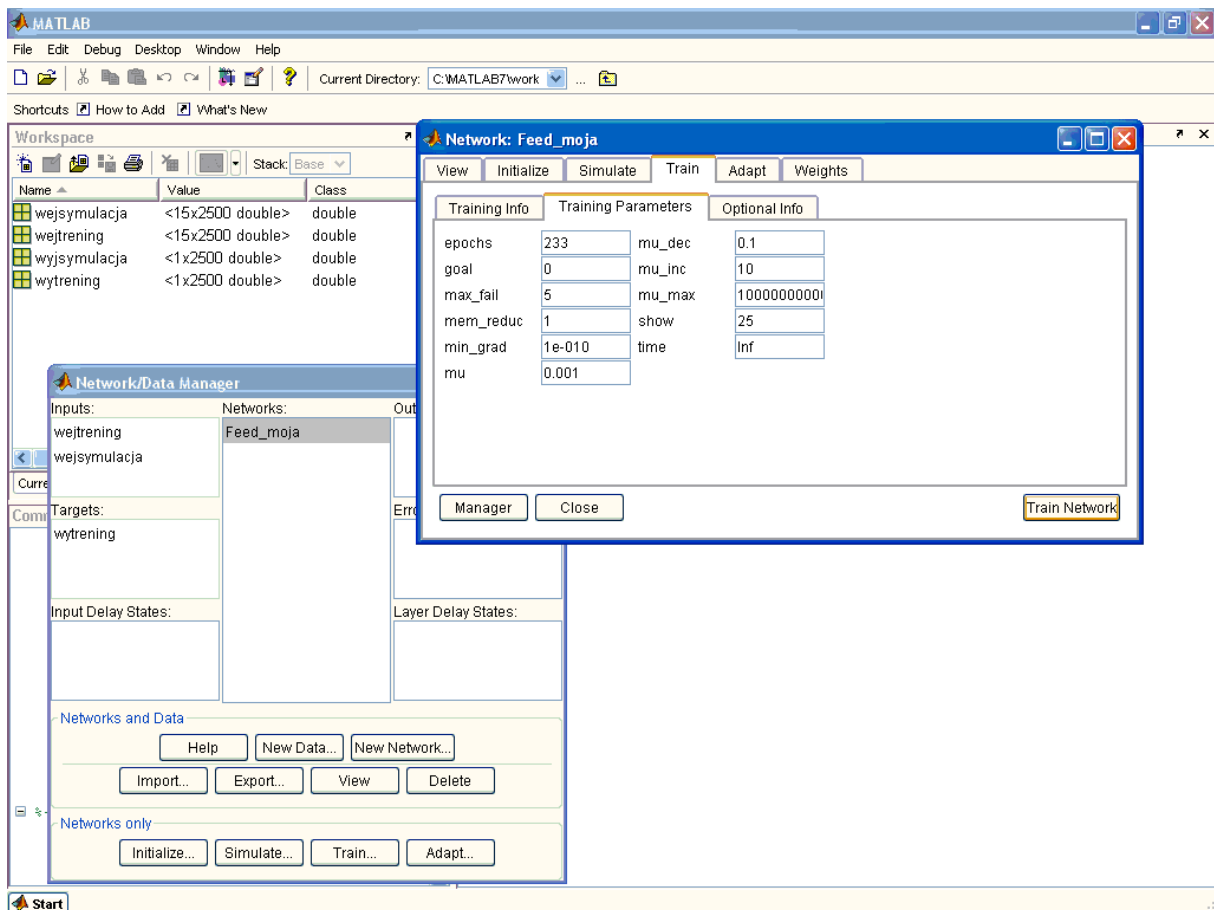 MATLAB
File Edit Debug Desktop Window Help
Current Directory: C:\MATLAB7\work ...
Shortcuts How to Add What's New
Workspace
Stack: Base
Name Value Class
wejsymulacja <15x2500 double> double
wejtrening <15x2500 double> double
wyjsymulacja <1x2500 double> double
wytrening <1x2500 double> double
Curre
Comm
Network: Feed_moja
View Initialize Simulate Train Adapt Weights
Training Info Training Parameters Optional Info
epochs 233 mu_dec 0.1
goal 0 mu_inc 10
max_fail 5 mu_max 1000000000
mem_reduc 1 show 25
min_grad 1e-010 time Inf
mu 0.001
Manager Close Train Network
Network/Data Manager
Inputs: Networks: Out
wejtrening Feed_moja
wejsymulacja
Targets: Erro
wytrening
Input Delay States: Layer Delay States:
Networks and Data
Help New Data... New Network...
Import... Export... View Delete
Networks only
Initialize... Simulate... Train... Adapt...
%-
Start